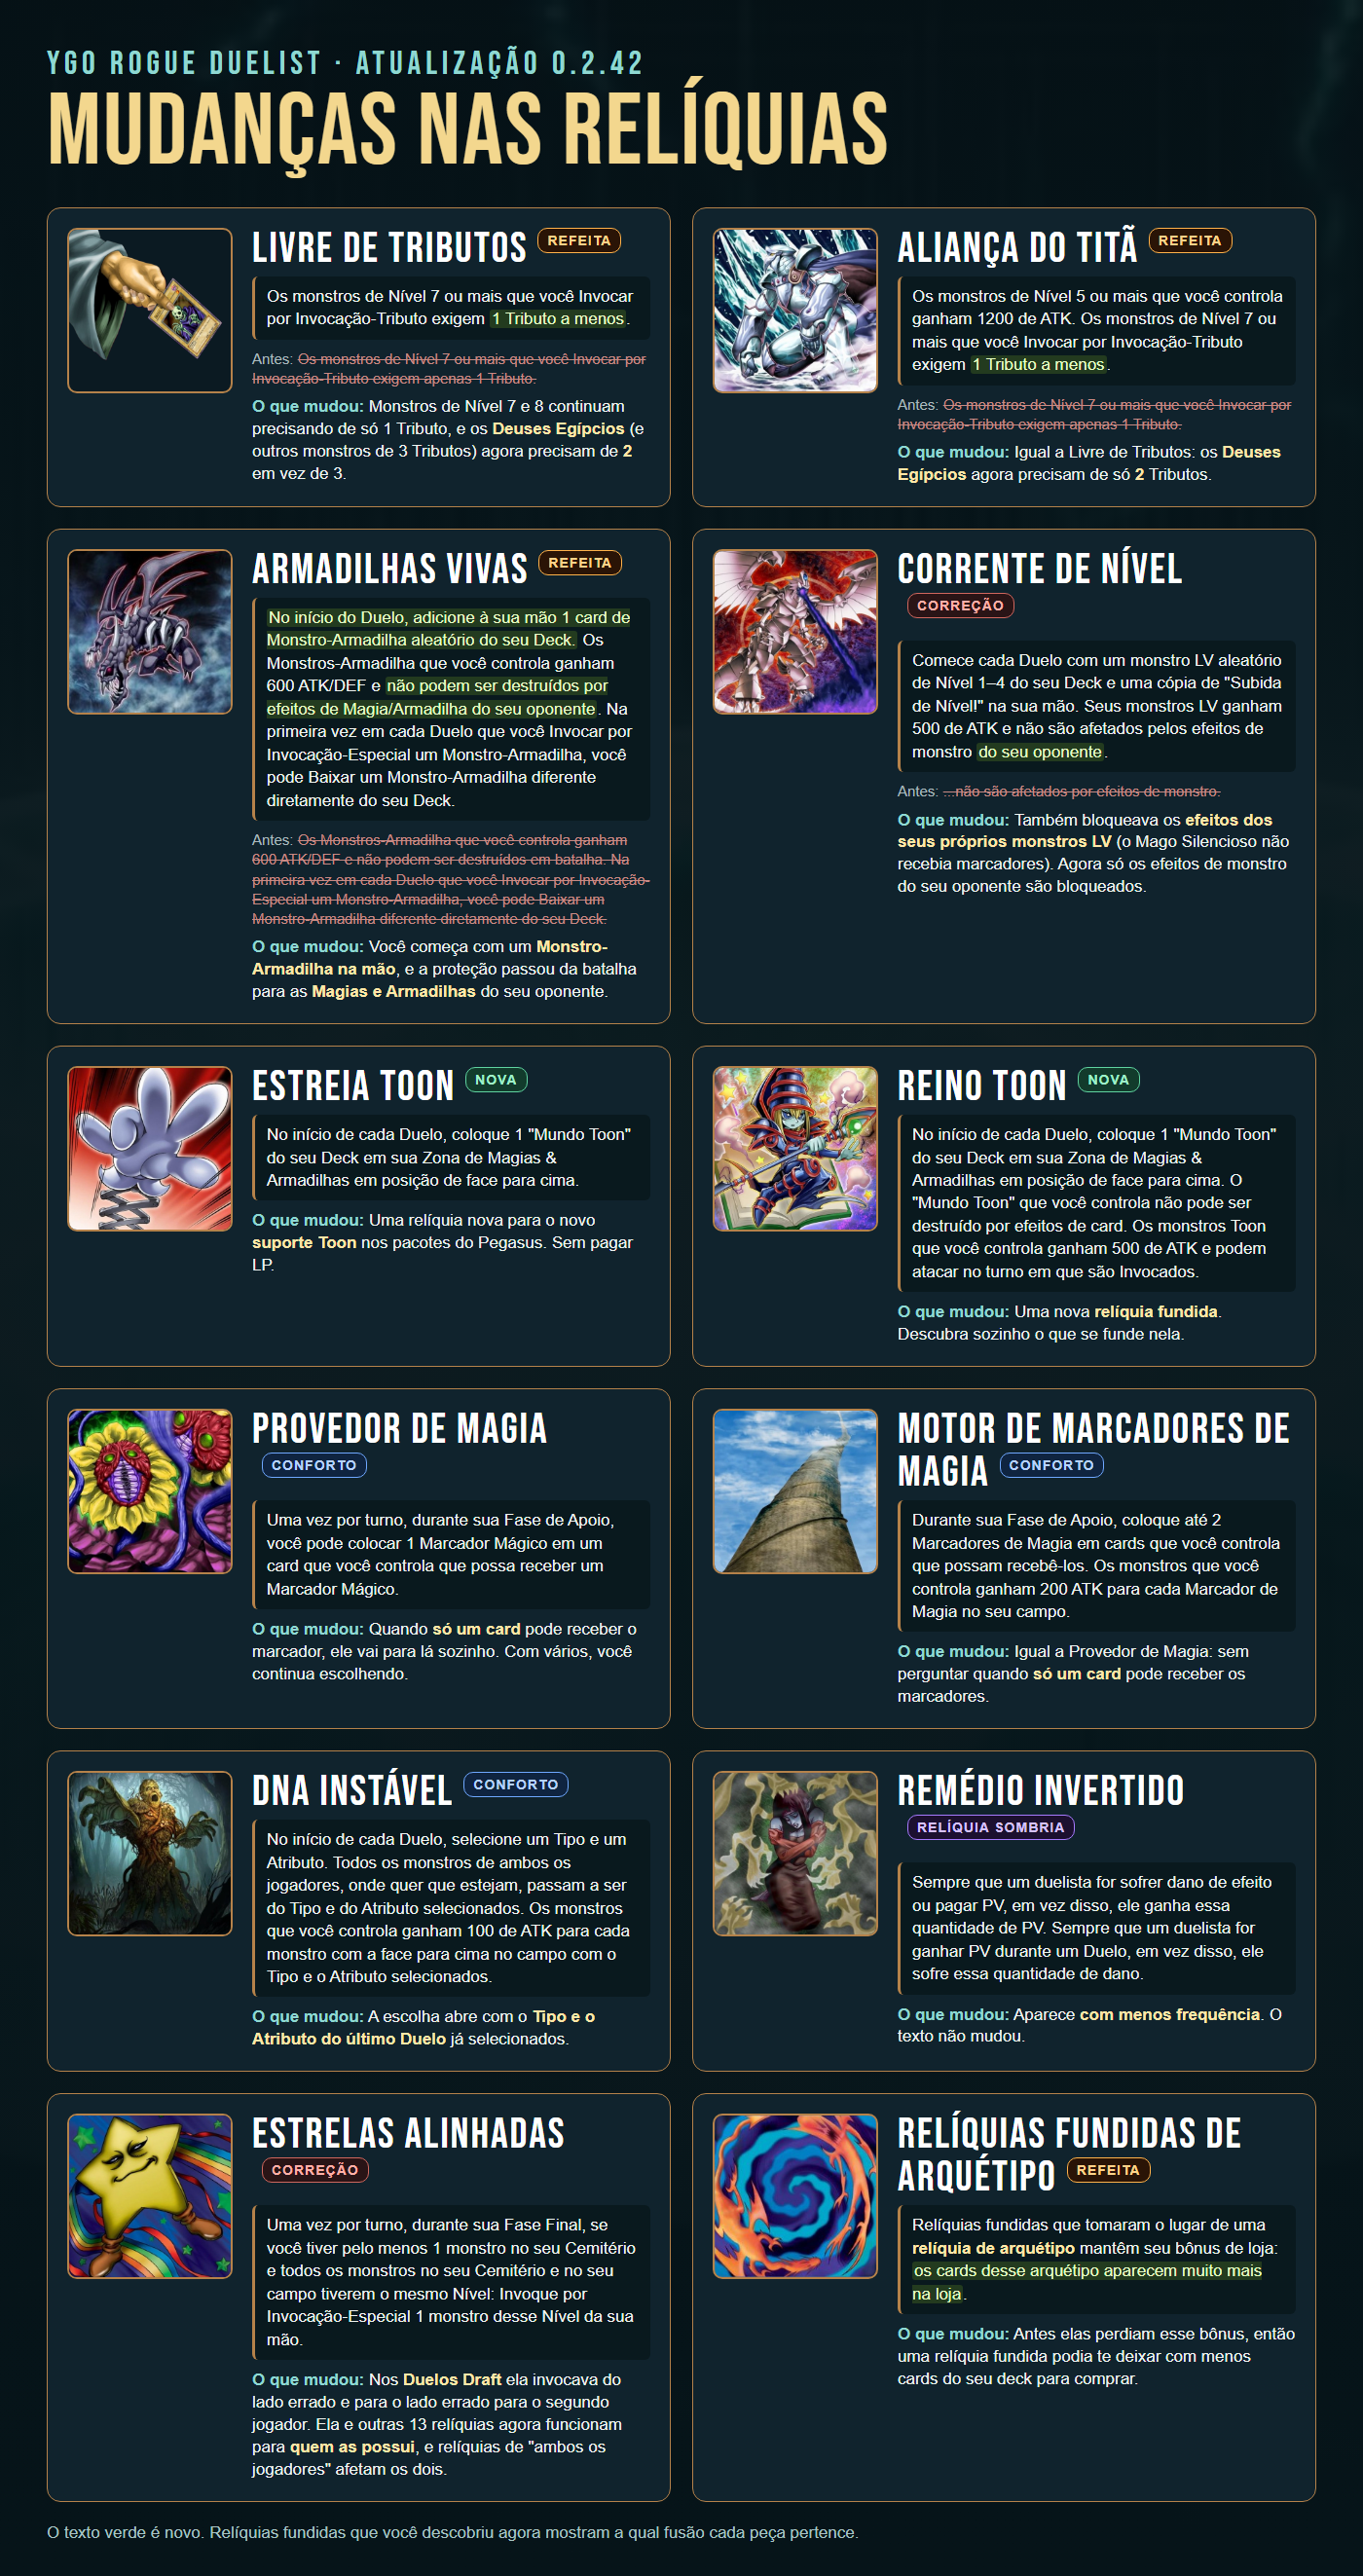 YGO ROGUE DUELIST · ATUALIZAÇÃO 0.2.42
MUDANÇAS NAS RELÍQUIAS
LIVRE DE TRIBUTOS REFEITA
Os monstros de Nível 7 ou mais que você Invocar
por Invocação-Tributo exigem 1 Tributo a menos.
Antes: Os monstros de Nível 7 ou mais que você Invocar por
Invocação-Tributo exigem apenas 1 Tributo.
O que mudou: Monstros de Nível 7 e 8 continuam
precisando de só 1 Tributo, e os Deuses Egípcios (e
outros monstros de 3 Tributos) agora precisam de 2
em vez de 3.
ALIANÇA DO TITÃ REFEITA
Os monstros de Nível 5 ou mais que você controla
ganham 1200 de ATK. Os monstros de Nível 7 ou
mais que você Invocar por Invocação-Tributo
exigem 1 Tributo a menos.
Antes: Os monstros de Nível 7 ou mais que você Invocar por
Invocação-Tributo exigem apenas 1 Tributo.
O que mudou: Igual a Livre de Tributos: os Deuses
Egípcios agora precisam de só 2 Tributos.
ARMADILHAS VIVAS REFEITA
No início do Duelo, adicione à sua mão 1 card de
Monstro-Armadilha aleatório do seu Deck. Os
Monstros-Armadilha que você controla ganham
600 ATK/DEF e não podem ser destruídos por
efeitos de Magia/Armadilha do seu oponente. Na
primeira vez em cada Duelo que você Invocar por
Invocação-Especial um Monstro-Armadilha, você
pode Baixar um Monstro-Armadilha diferente
diretamente do seu Deck.
Antes: Os Monstros-Armadilha que você controla ganham
600 ATK/DEF e não podem ser destruídos em batalha. Na
primeira vez em cada Duelo que você Invocar por Invocação-
Especial um Monstro-Armadilha, você pode Baixar um
Monstro-Armadilha diferente diretamente do seu Deck.
O que mudou: Você começa com um Monstro-
Armadilha na mão, e a proteção passou da batalha
para as Magias e Armadilhas do seu oponente.
CORRENTE DE NÍVEL
CORREÇÃO
Comece cada Duelo com um monstro LV aleatório
de Nível 1–4 do seu Deck e uma cópia de "Subida
de Nível!" na sua mão. Seus monstros LV ganham
500 de ATK e não são afetados pelos efeitos de
monstro do seu oponente.
Antes: ...não são afetados por efeitos de monstro.
O que mudou: Também bloqueava os efeitos dos
seus próprios monstros LV (o Mago Silencioso não
recebia marcadores). Agora só os efeitos de monstro
do seu oponente são bloqueados.
ESTREIA TOON NOVA
No início de cada Duelo, coloque 1 "Mundo Toon"
do seu Deck em sua Zona de Magias &
Armadilhas em posição de face para cima.
O que mudou: Uma relíquia nova para o novo
suporte Toon nos pacotes do Pegasus. Sem pagar
LP.
REINO TOON NOVA
No início de cada Duelo, coloque 1 "Mundo Toon"
do seu Deck em sua Zona de Magias &
Armadilhas em posição de face para cima. O
"Mundo Toon" que você controla não pode ser
destruído por efeitos de card. Os monstros Toon
que você controla ganham 500 de ATK e podem
atacar no turno em que são Invocados.
O que mudou: Uma nova relíquia fundida.
Descubra sozinho o que se funde nela.
PROVEDOR DE MAGIA
CONFORTO
Uma vez por turno, durante sua Fase de Apoio,
você pode colocar 1 Marcador Mágico em um
card que você controla que possa receber um
Marcador Mágico.
O que mudou: Quando só um card pode receber o
marcador, ele vai para lá sozinho. Com vários, você
continua escolhendo.
MOTOR DE MARCADORES DE
MAGIA CONFORTO
Durante sua Fase de Apoio, coloque até 2
Marcadores de Magia em cards que você controla
que possam recebê-los. Os monstros que você
controla ganham 200 ATK para cada Marcador de
Magia no seu campo.
O que mudou: Igual a Provedor de Magia: sem
perguntar quando só um card pode receber os
marcadores.
DNA INSTÁVEL CONFORTO
No início de cada Duelo, selecione um Tipo e um
Atributo. Todos os monstros de ambos os
jogadores, onde quer que estejam, passam a ser
do Tipo e do Atributo selecionados. Os monstros
que você controla ganham 100 de ATK para cada
monstro com a face para cima no campo com o
Tipo e o Atributo selecionados.
O que mudou: A escolha abre com o Tipo e o
Atributo do último Duelo já selecionados.
REMÉDIO INVERTIDO
RELÍQUIA SOMBRIA
Sempre que um duelista for sofrer dano de efeito
ou pagar PV, em vez disso, ele ganha essa
quantidade de PV. Sempre que um duelista for
ganhar PV durante um Duelo, em vez disso, ele
sofre essa quantidade de dano.
O que mudou: Aparece com menos frequência. O
texto não mudou.
ESTRELAS ALINHADAS
CORREÇÃO
Uma vez por turno, durante sua Fase Final, se
você tiver pelo menos 1 monstro no seu Cemitério
e todos os monstros no seu Cemitério e no seu
campo tiverem o mesmo Nível: Invoque por
Invocação-Especial 1 monstro desse Nível da sua
mão.
O que mudou: Nos Duelos Draft ela invocava do
lado errado e para o lado errado para o segundo
jogador. Ela e outras 13 relíquias agora funcionam
para quem as possui, e relíquias de "ambos os
jogadores" afetam os dois.
RELÍQUIAS FUNDIDAS DE
ARQUÉTIPO REFEITA
Relíquias fundidas que tomaram o lugar de uma
relíquia de arquétipo mantêm seu bônus de loja:
os cards desse arquétipo aparecem muito mais
na loja.
O que mudou: Antes elas perdiam esse bônus, então
uma relíquia fundida podia te deixar com menos
cards do seu deck para comprar.
O texto verde é novo. Relíquias fundidas que você descobriu agora mostram a qual fusão cada peça pertence.